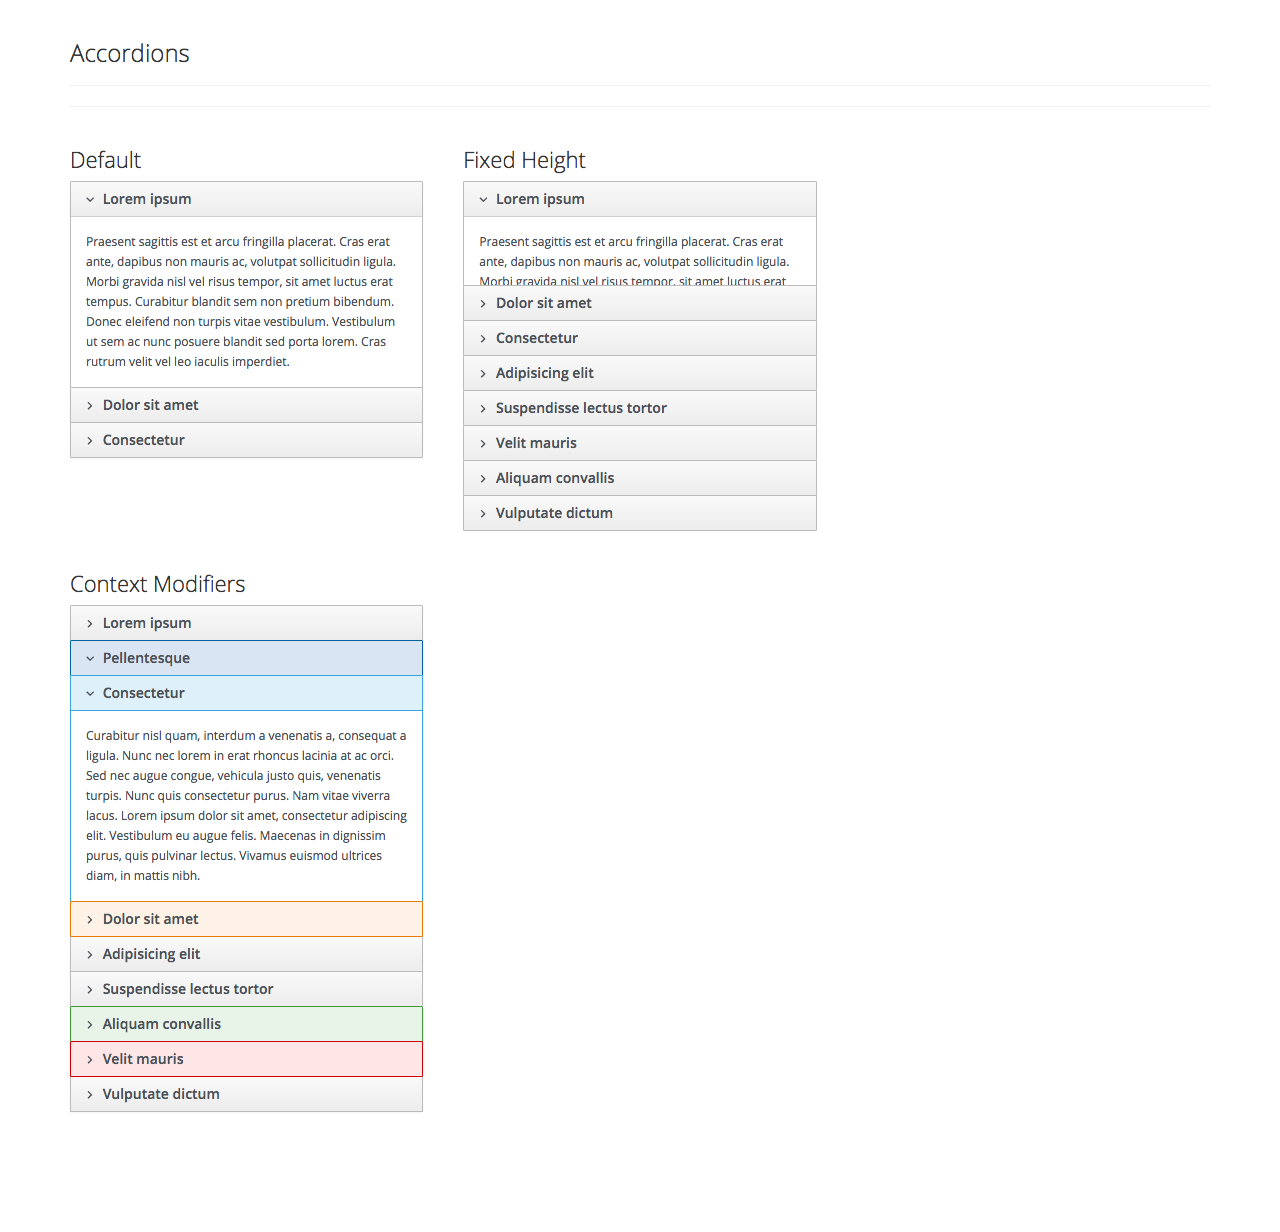 Accordions
Default
Lorem ipsum
Praesent sagittis est et arcu fringilla placerat. Cras erat
ante, dapibus non mauris ac, volutpat sollicitudin ligula.
Morbi gravida nisl vel risus tempor, sit amet luctus erat
tempus. Curabitur blandit sem non pretium bibendum.
Donec eleifend non turpis vitae vestibulum. Vestibulum
ut sem ac nunc posuere blandit sed porta lorem. Cras
rutrum velit vel leo iaculis imperdiet.
Dolor sit amet
Consectetur
Fixed Height
Lorem ipsum
Praesent sagittis est et arcu fringilla placerat. Cras erat
ante, dapibus non mauris ac, volutpat sollicitudin ligula.
Morbi gravida nisl vel risus tempor, sit amet luctus erat
Dolor sit amet
Consectetur
Adipisicing elit
Suspendisse lectus tortor
Velit mauris
Aliquam convallis
Vulputate dictum
Context Modifiers
Lorem ipsum
Pellentesque
Consectetur
Curabitur nisl quam, interdum a venenatis a, consequat a
ligula. Nunc nec lorem in erat rhoncus lacinia at ac orci.
Sed nec augue congue, vehicula justo quis, venenatis
turpis. Nunc quis consectetur purus. Nam vitae viverra
lacus. Lorem ipsum dolor sit amet, consectetur adipiscing
elit. Vestibulum eu augue felis. Maecenas in dignissim
purus, quis pulvinar lectus. Vivamus euismod ultrices
diam, in mattis nibh.
Dolor sit amet
Adipisicing elit
Suspendisse lectus tortor
Aliquam convallis
Velit mauris
Vulputate dictum